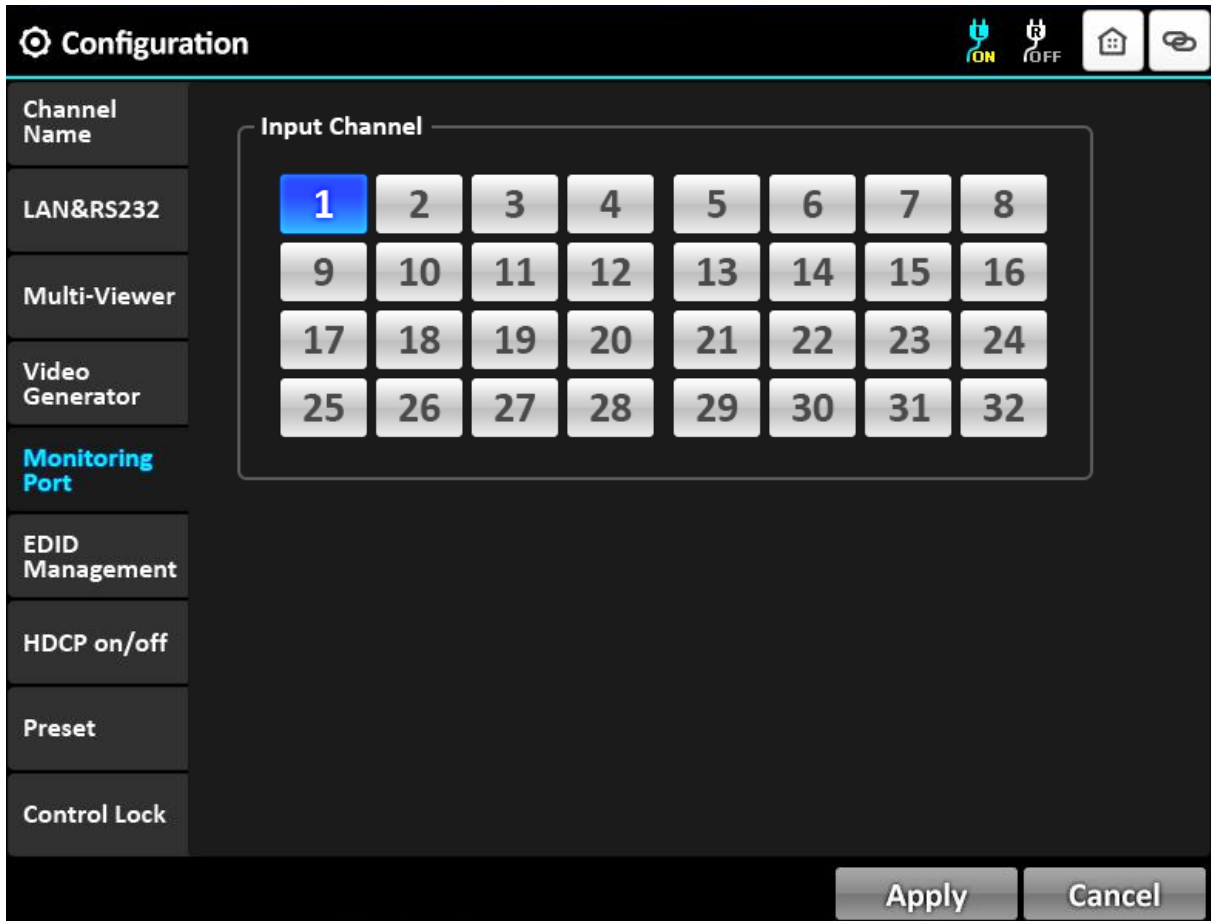 Configuration
L
ON
R
OFF
Channel
Name
LAN&RS232
Multi-Viewer
Video
Generator
Monitoring
Port
EDID
Management
HDCP on/off
Preset
Control Lock
Input Channel
1 2 3 4 5 6 7 8
9 10 11 12 13 14 15 16
17 18 19 20 21 22 23 24
25 26 27 28 29 30 31 32
Apply Cancel